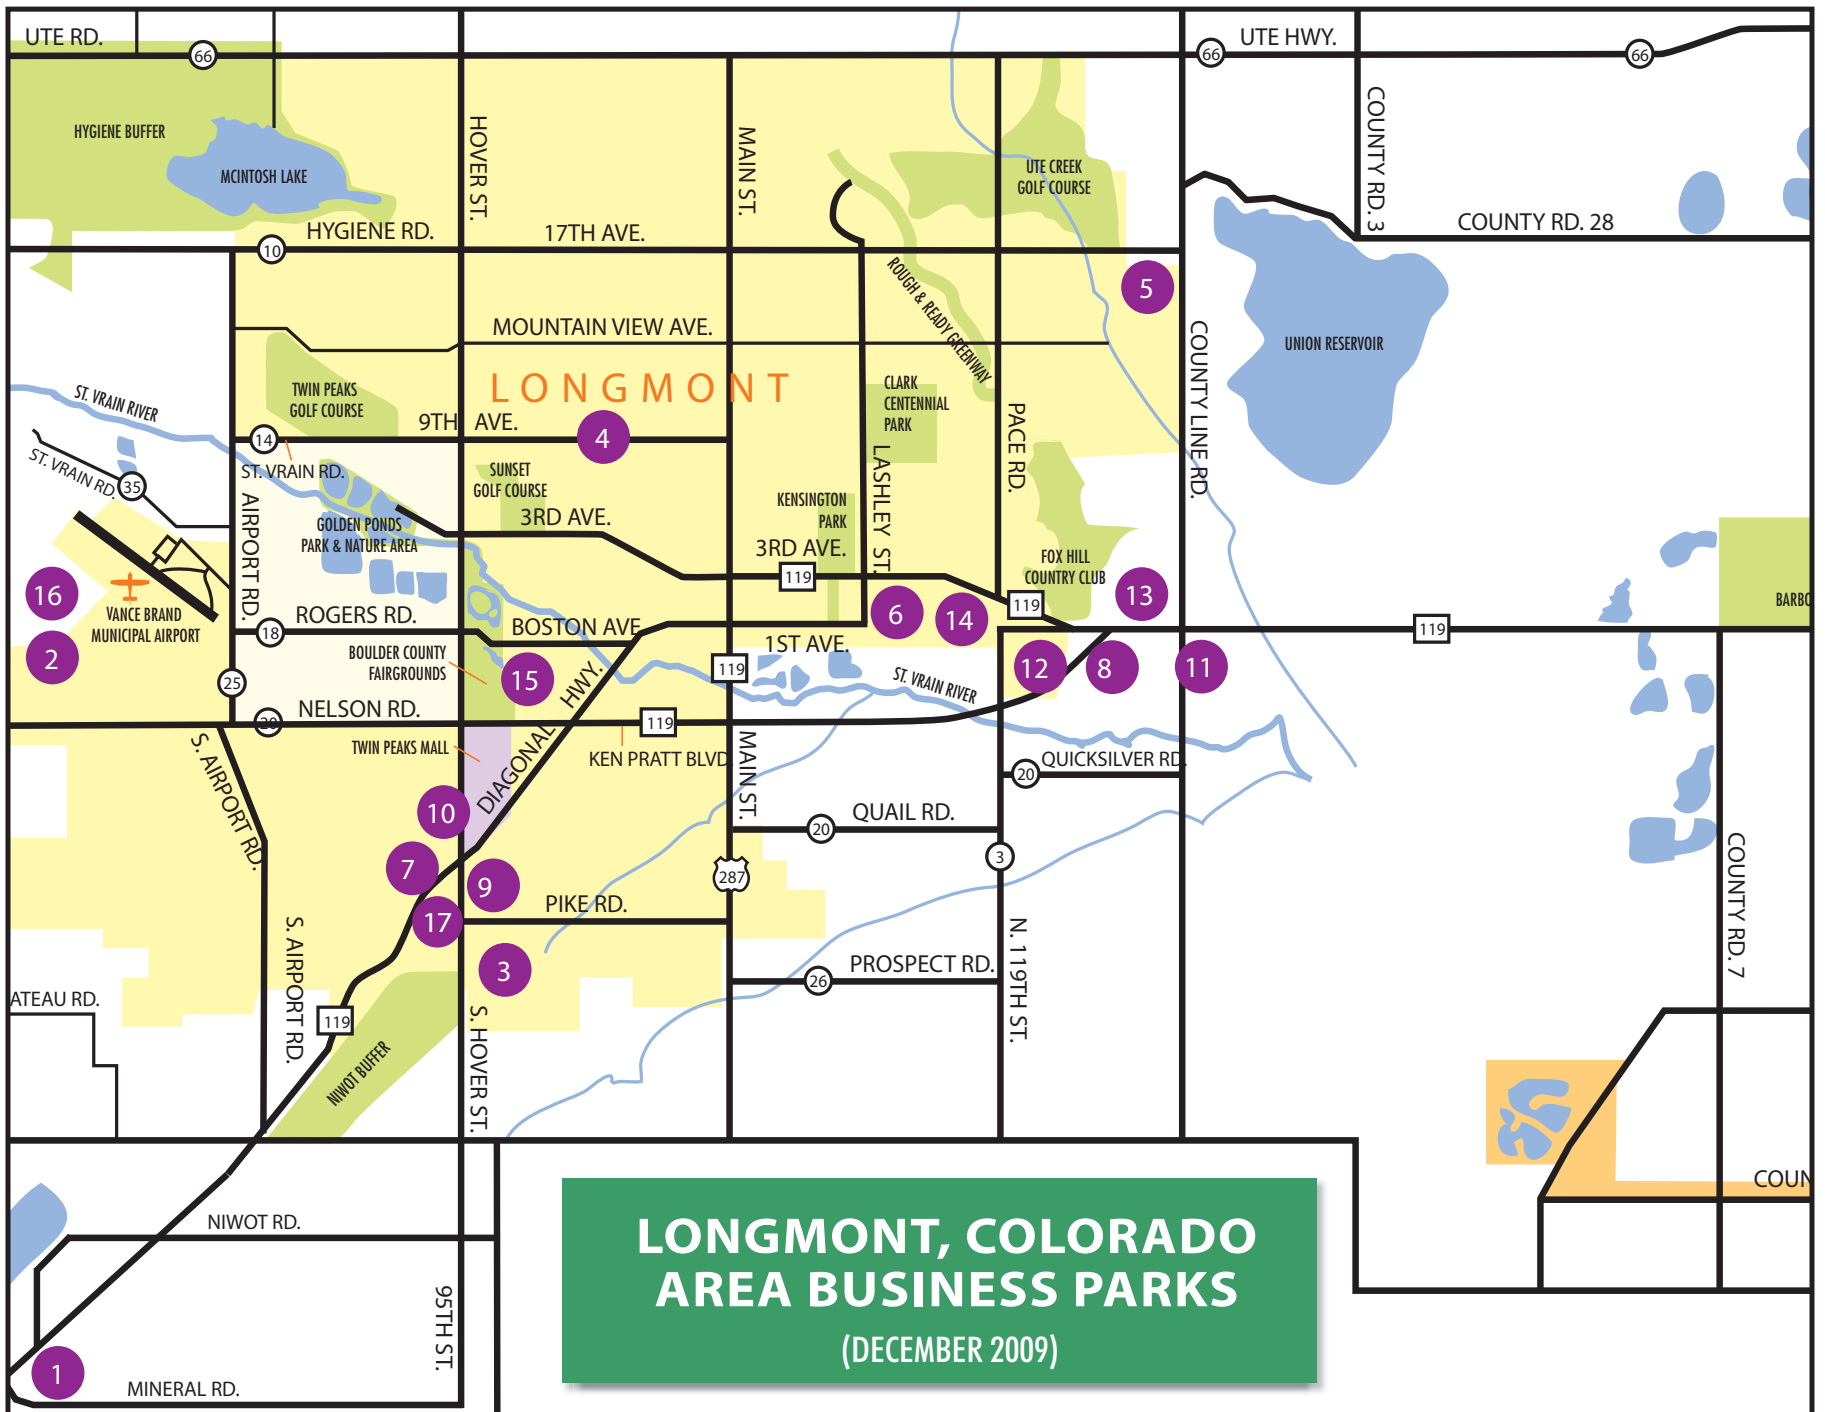 UTE RD.
66
UTE HWY.
66
66
HYGIENE BUFFER
MCINTOSH LAKE
HOVER ST.
MAIN ST.
UTE CREEK
GOLF COURSE
COUNTY RD. 3
HYGIENE RD.
10
17TH AVE.
COUNTY RD. 28
ROUGH & READY GREENWAY
5
MOUNTAIN VIEW AVE.
COUNTY LINE RD.
UNION RESERVOIR
TWIN PEAKS
GOLF COURSE
LONGMONT
CLARK
CENTENNIAL
PARK
ST. VRAIN RIVER
9TH AVE.
14
4
PACE RD.
ST. VRAIN RD.
35
ST. VRAIN RD.
SUNSET
GOLF COURSE
LASHLEY ST.
AIRPORT RD.
GOLDEN PONDS
PARK & NATURE AREA
3RD AVE.
KENSINGTON
PARK
3RD AVE.
119
FOX HILL
COUNTRY CLUB
16
VANCE BRAND
MUNICIPAL AIRPORT
2
6
14
119
13
BARBO
18
ROGERS RD.
BOSTON AVE.
1ST AVE.
119
119
BOULDER COUNTY
FAIRGROUNDS
15
25
12
8
11
ST. VRAIN RIVER
20
NELSON RD.
DIAGONAL HWY.
119
KEN PRATT BLVD.
TWIN PEAKS MALL
S. AIRPORT RD.
MAIN ST.
20
QUICKSILVER RD.
10
20
QUAIL RD.
7
9
287
3
COUNTY RD. 7
17
PIKE RD.
S. AIRPORT RD.
3
26
PROSPECT RD.
N. 119TH ST.
ATEAU RD.
119
S. HOVER ST.
NIWOT BUFFER
COUN
NIWOT RD.
95TH ST.
1
MINERAL RD.
LONGMONT, COLORADO
AREA BUSINESS PARKS
(DECEMBER 2009)